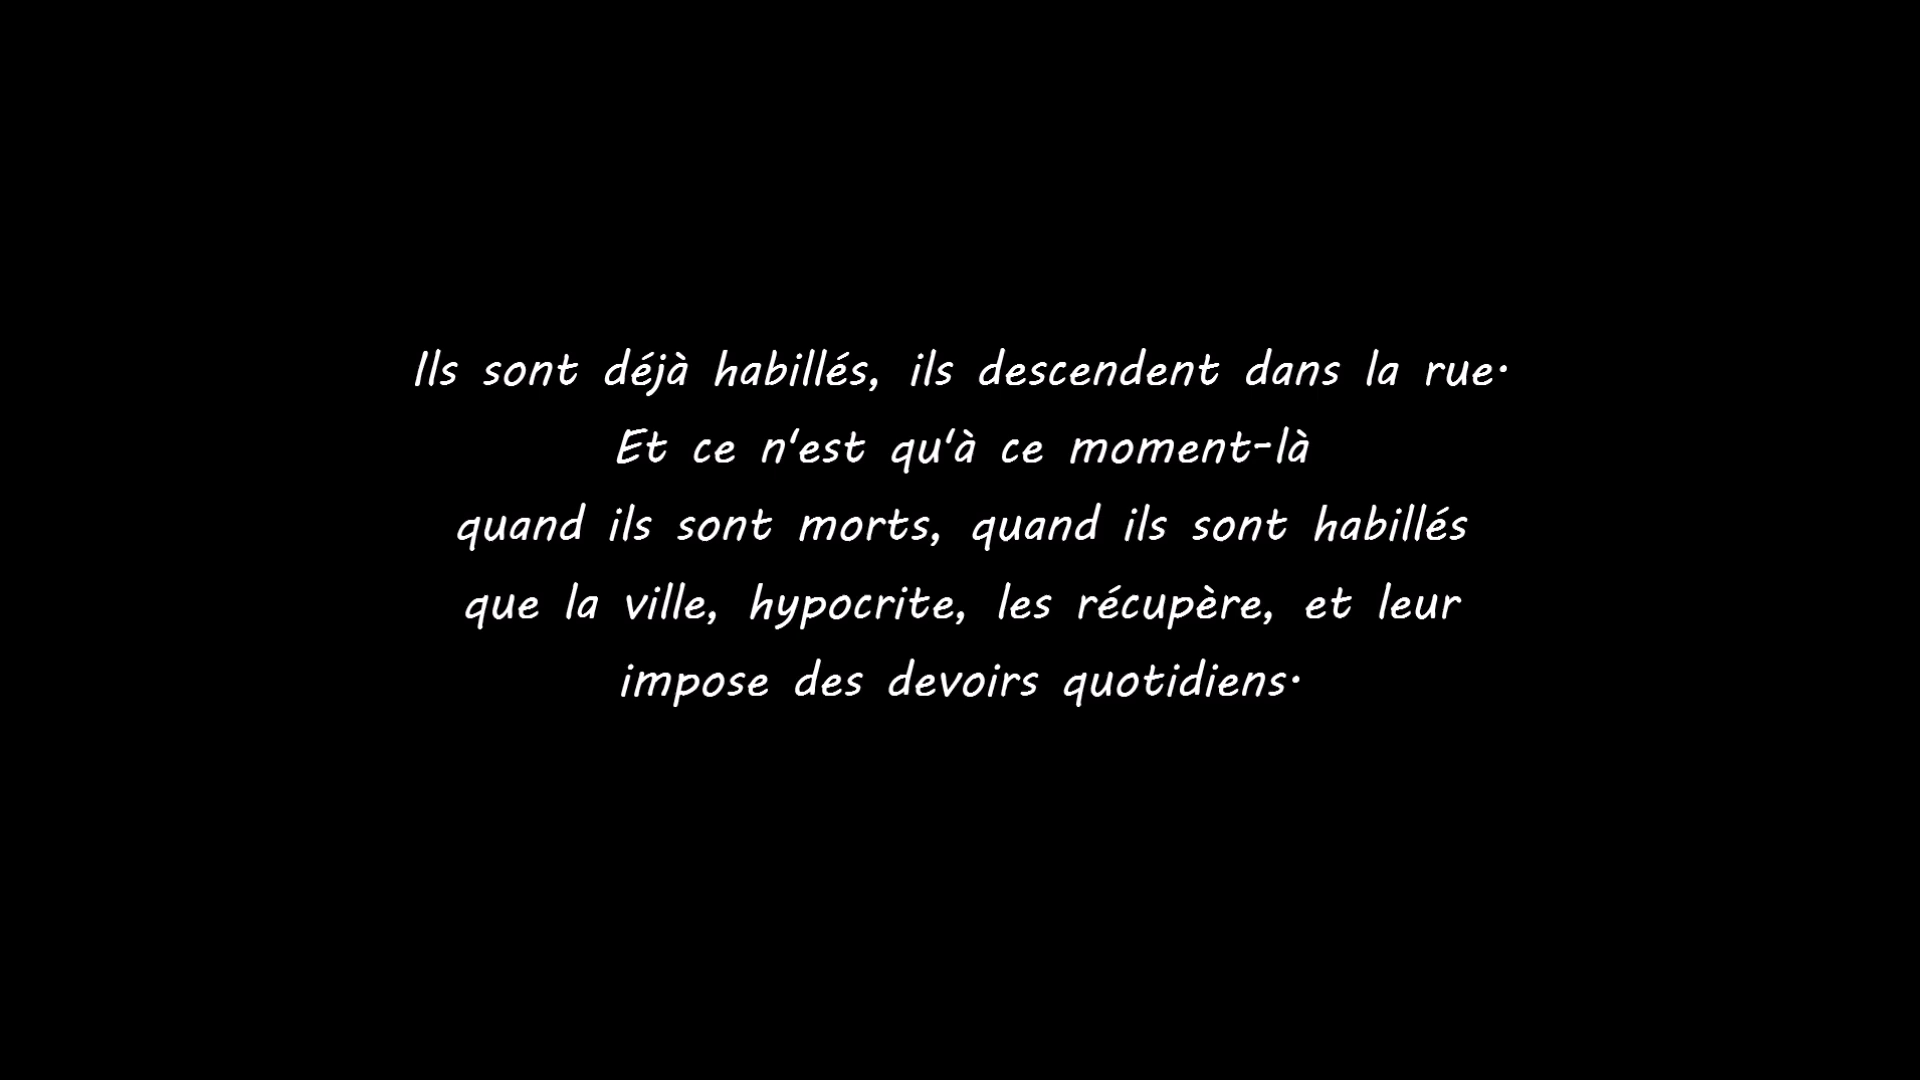 Ils sont déjà habillés, ils descendent dans la rue.
Et ce n'est qu'à ce moment-là
quand ils sont morts, quand ils sont habillés
que la ville, hypocrite, les récupère, et leur
impose des devoirs quotidiens.